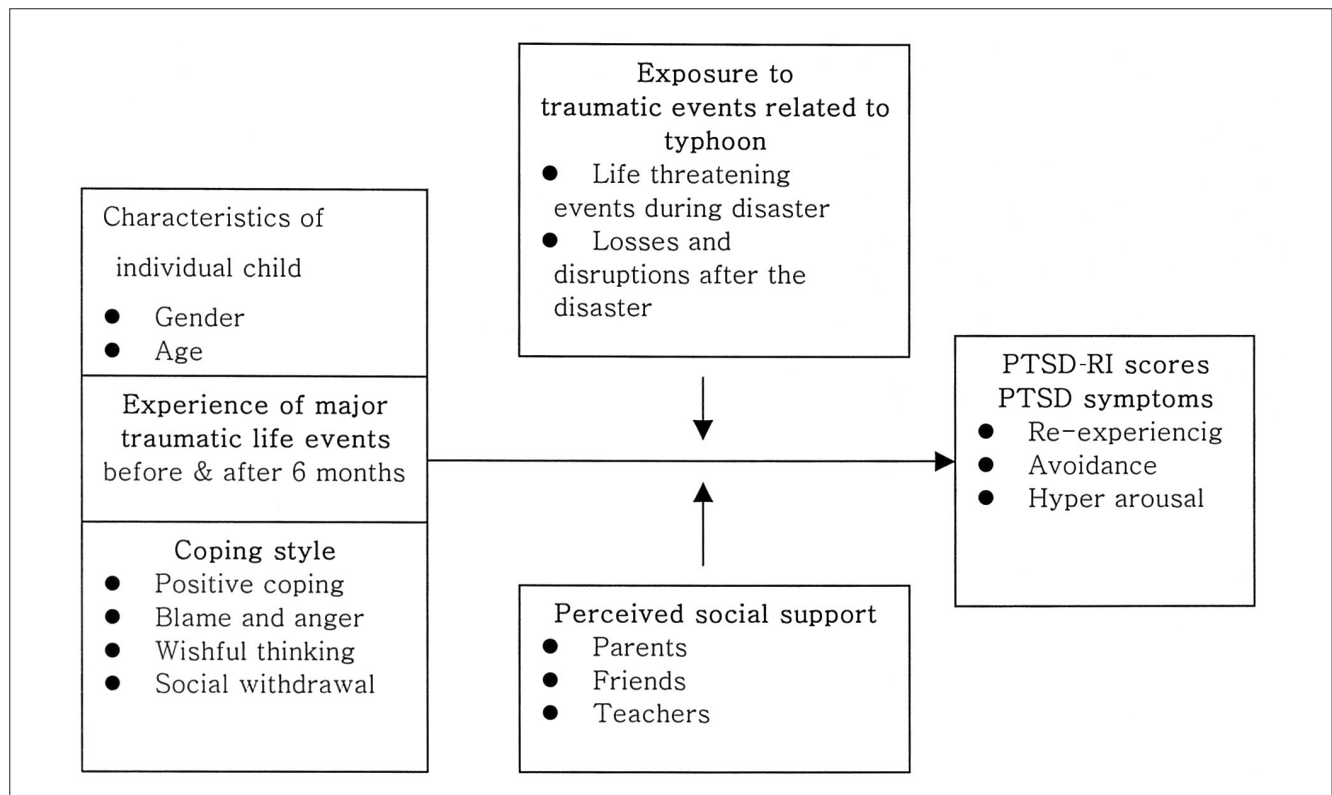 Exposure to
traumatic events related to
typhoon
● Life threatening
events during disaster
● Losses and
disruptions after the
disaster
Characteristics of
individual child
● Gender
● Age
Experience of major
traumatic life events
before & after 6 months
Coping style
● Positive coping
● Blame and anger
● Wishful thinking
● Social withdrawal
Perceived social support
● Parents
● Friends
● Teachers
PTSD-RI scores
PTSD symptoms
● Re-experiencig
● Avoidance
● Hyper arousal